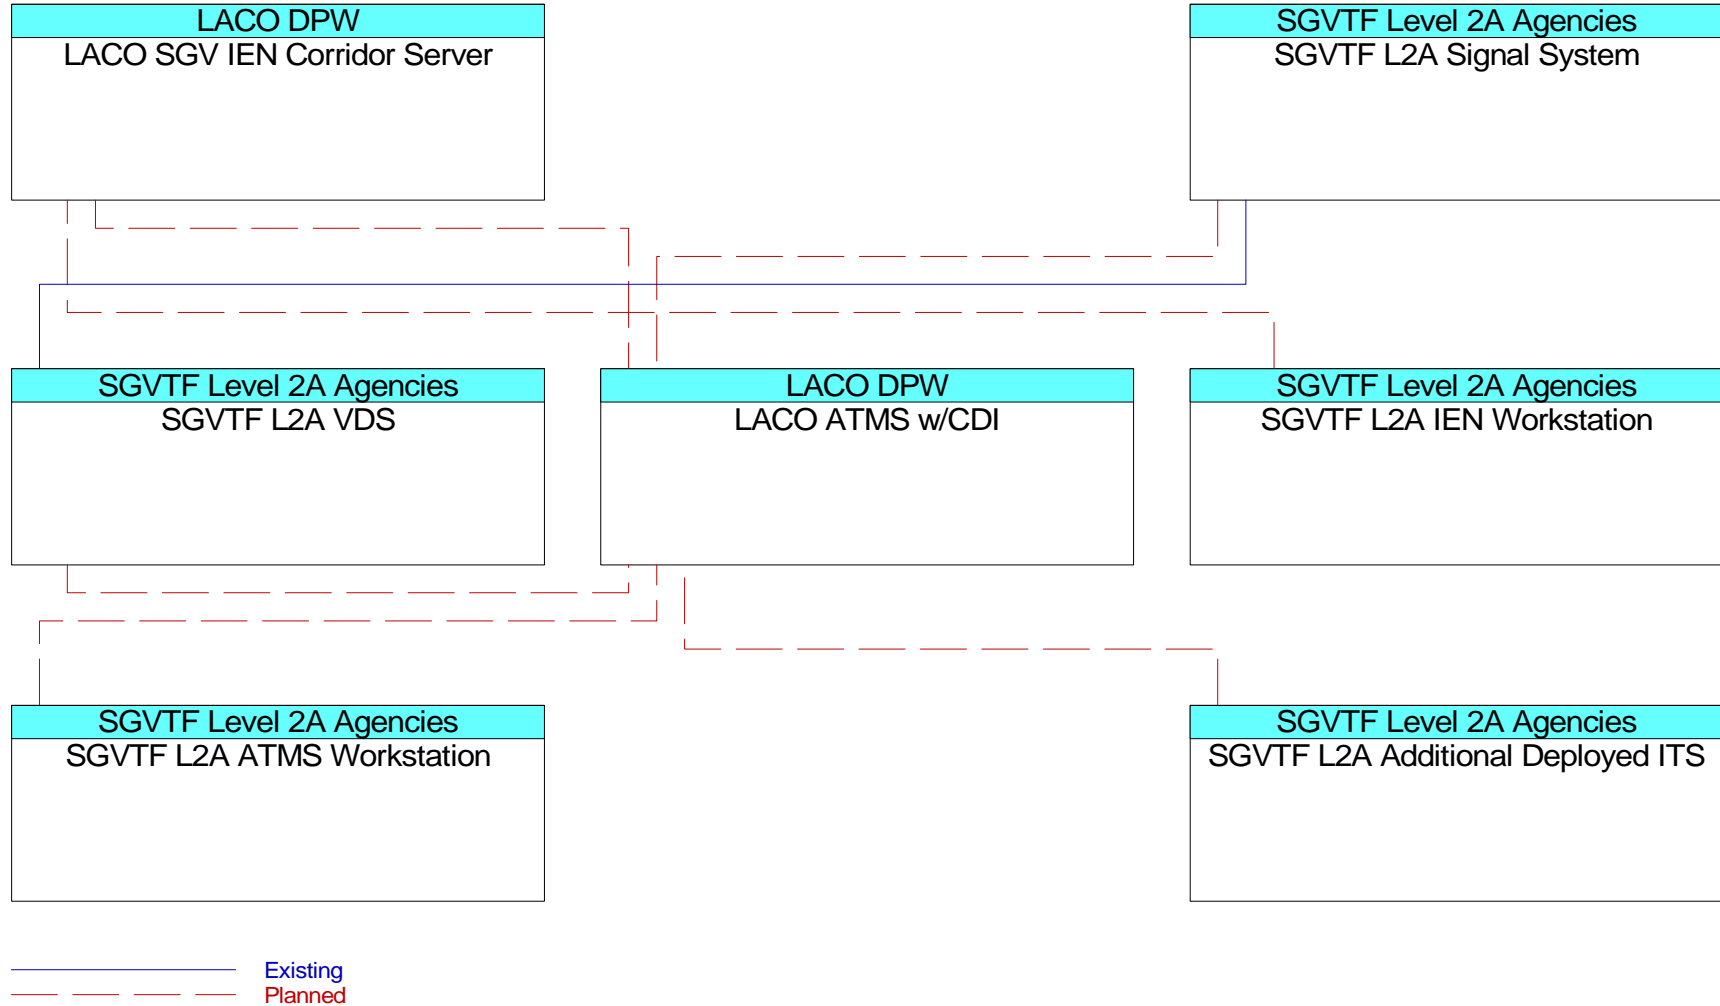 LACO DPW
LACO SGV IEN Corridor Server
SGVTF Level 2A Agencies
SGVTF L2A Signal System
SGVTF Level 2A Agencies
SGVTF L2A VDS
LACO DPW
LACO ATMS w/CDI
SGVTF Level 2A Agencies
SGVTF L2A IEN Workstation
SGVTF Level 2A Agencies
SGVTF L2A ATMS Workstation
SGVTF Level 2A Agencies
SGVTF L2A Additional Deployed ITS
Existing
Planned